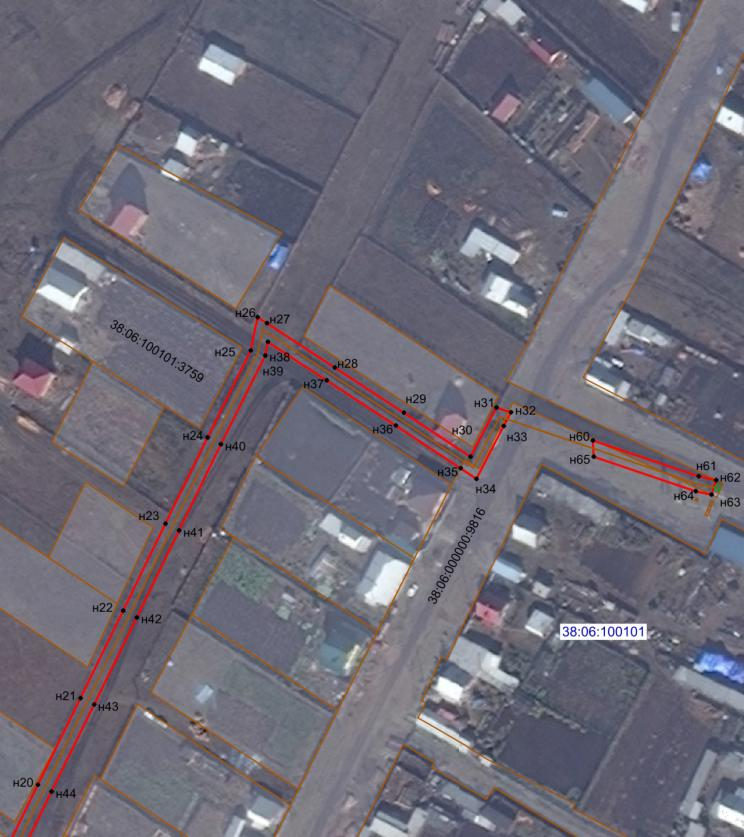 н26
н27
38:06:100101:3759
н25
н38
н39
н28
н37
н29
н31
н32
н36
н30
н33
н24
н40
н60
н65
н35
н34
н61
н62
н64
н63
н23
н41
38:06:000000:9816
н22
н42
38:06:100101
н21
н43
н20
н44